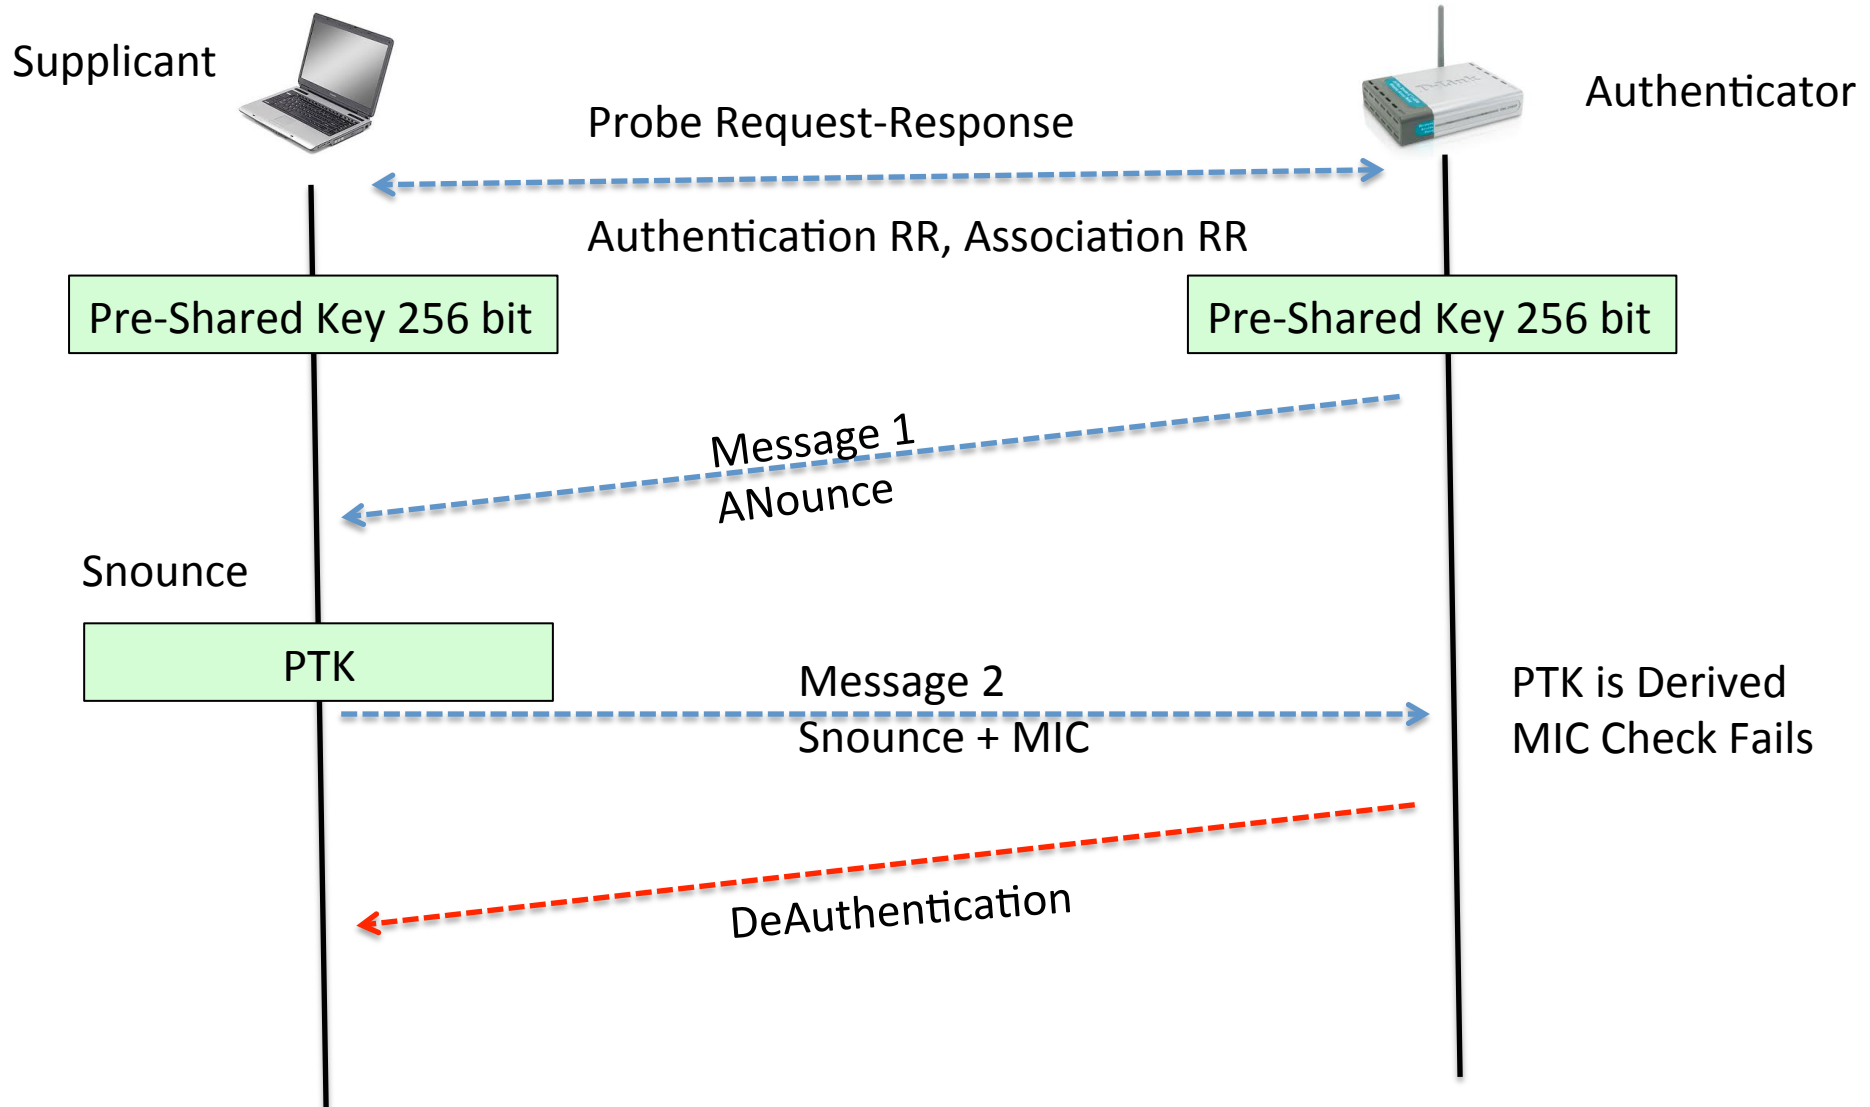 Supplicant
Authenticator
Probe Request-Response
Authentication RR, Association RR
Pre-Shared Key 256 bit
Pre-Shared Key 256 bit
Message 1
ANounce
Snounce
PTK
Message 2
Snounce + MIC
PTK is Derived
MIC Check Fails
DeAuthentication